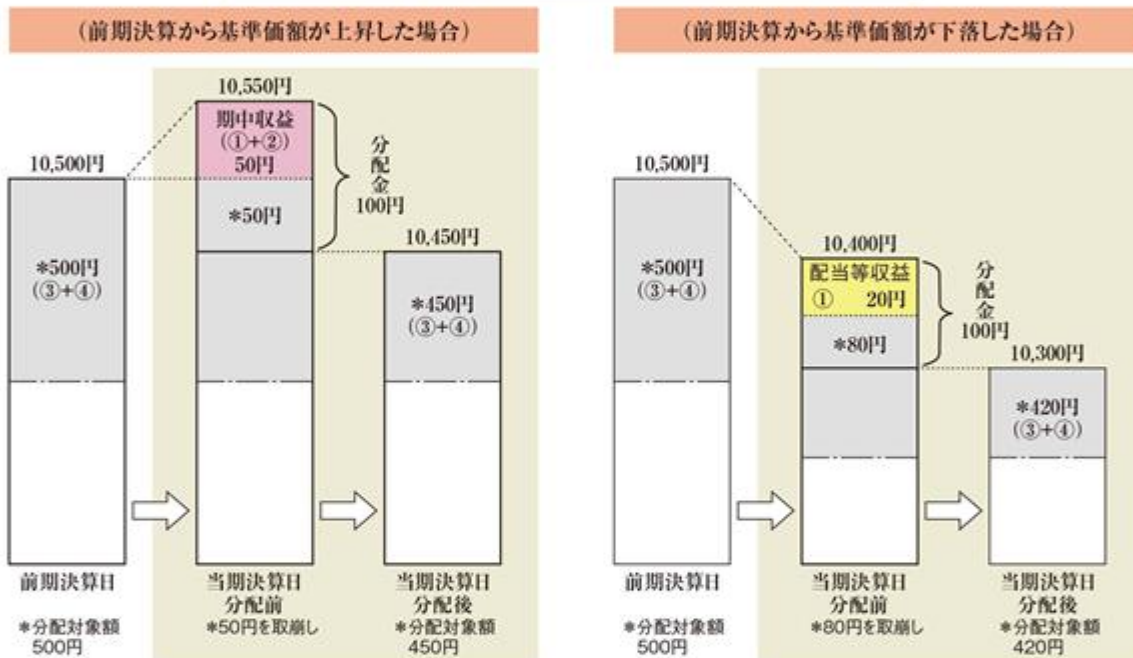 (前期決算から基準価額が上昇した場合)
10,500円
*500円
(③+④)
前期決算日
*分配対象額
500円
10,550円
期中収益
(①+②)
50円
*50円
分配金
100円
当期決算日
分配前
*50円を取崩し
10,450円
*450円
(③+④)
当期決算日
分配後
*分配対象額
450円
(前期決算から基準価額が下落した場合)
10,500円
*500円
(③+④)
前期決算日
*分配対象額
500円
10,400円
配当等収益
① 20円
*80円
分配金
100円
当期決算日
分配前
*80円を取崩し
10,300円
*420円
(③+④)
当期決算日
分配後
*分配対象額
420円